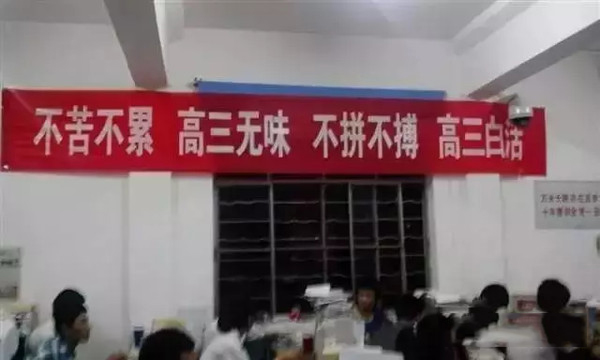 不苦不累 高三无味 不拼不搏 高三白活